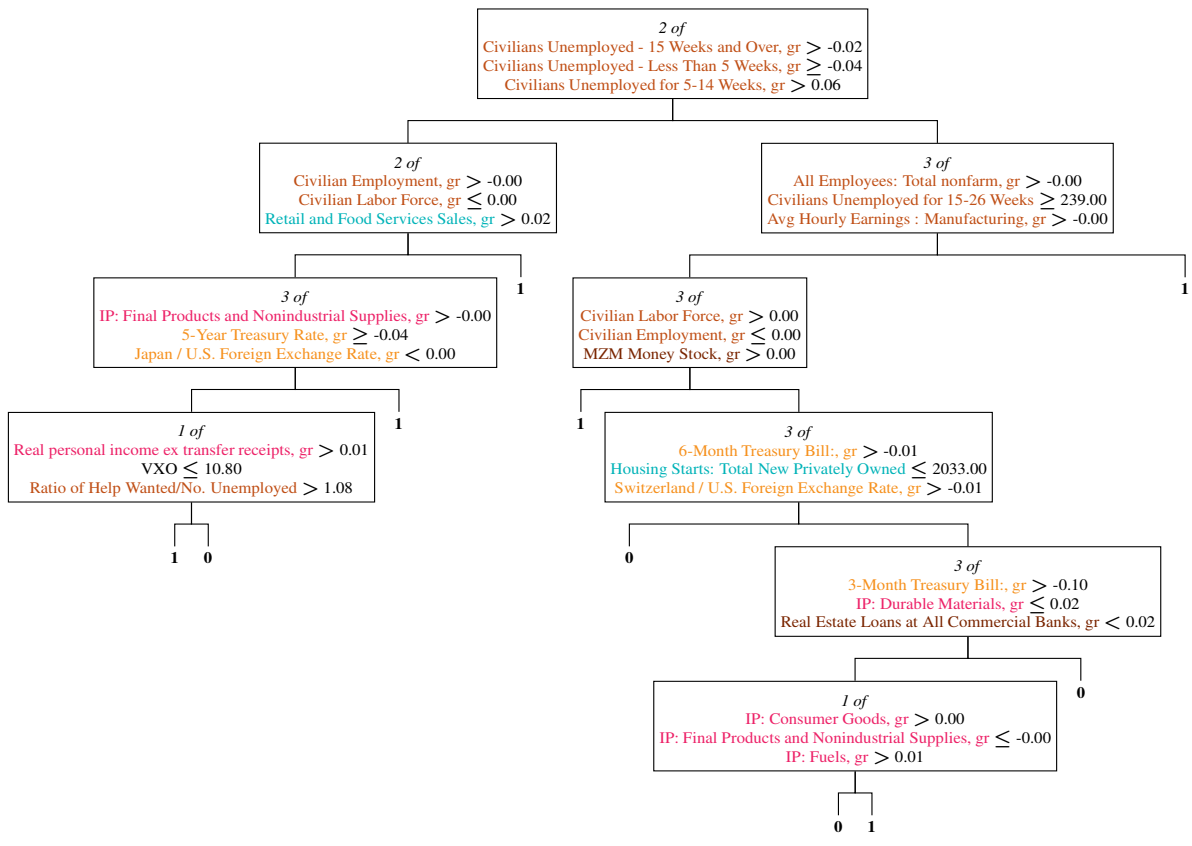 2 of
Civilians Unemployed - 15 Weeks and Over, gr > -0.02
Civilians Unemployed - Less Than 5 Weeks, gr ≥ -0.04
Civilians Unemployed for 5-14 Weeks, gr > 0.06
2 of
Civilian Employment, gr > -0.00
Civilian Labor Force, gr ≤ 0.00
Retail and Food Services Sales, gr > 0.02
3 of
All Employees: Total nonfarm, gr > -0.00
Civilians Unemployed for 15-26 Weeks ≥ 239.00
Avg Hourly Earnings : Manufacturing, gr > -0.00
3 of
IP: Final Products and Nonindustrial Supplies, gr > -0.00
5-Year Treasury Rate, gr ≥ -0.04
Japan / U.S. Foreign Exchange Rate, gr < 0.00
1
3 of
Civilian Labor Force, gr > 0.00
Civilian Employment, gr ≤ 0.00
MZM Money Stock, gr > 0.00
1
1 of
Real personal income ex transfer receipts, gr > 0.01
VXO ≤ 10.80
Ratio of Help Wanted/No. Unemployed > 1.08
1
1
3 of
6-Month Treasury Bill:, gr > -0.01
Housing Starts: Total New Privately Owned ≤ 2033.00
Switzerland / U.S. Foreign Exchange Rate, gr > -0.01
1 0
0
3 of
3-Month Treasury Bill:, gr > -0.10
IP: Durable Materials, gr ≤ 0.02
Real Estate Loans at All Commercial Banks, gr < 0.02
1 of
IP: Consumer Goods, gr > 0.00
IP: Final Products and Nonindustrial Supplies, gr ≤ -0.00
IP: Fuels, gr > 0.01
0
0 1